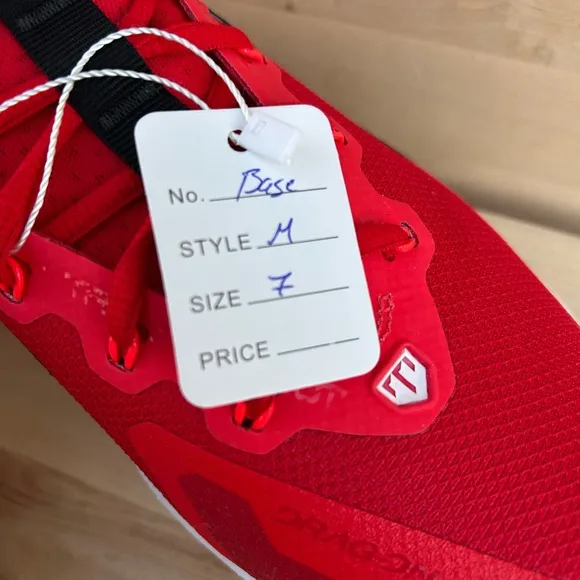 No. Base
STYLE M
SIZE 7
PRICE